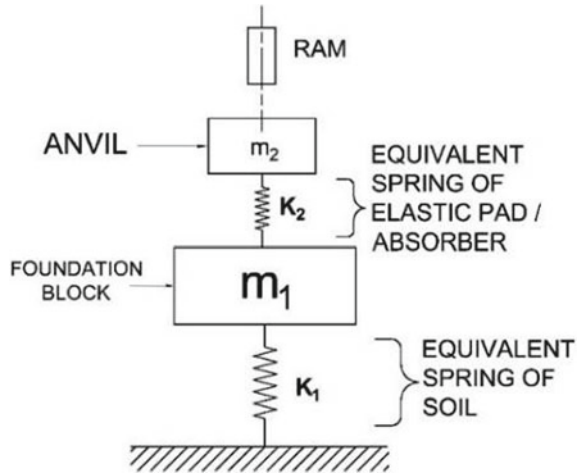 RAM
ANVIL
m₂
EQUIVALENT
SPRING OF
ELASTIC PAD /
ABSORBER
K₂
FOUNDATION
BLOCK
m₁
EQUIVALENT
SPRING OF
SOIL
K₁